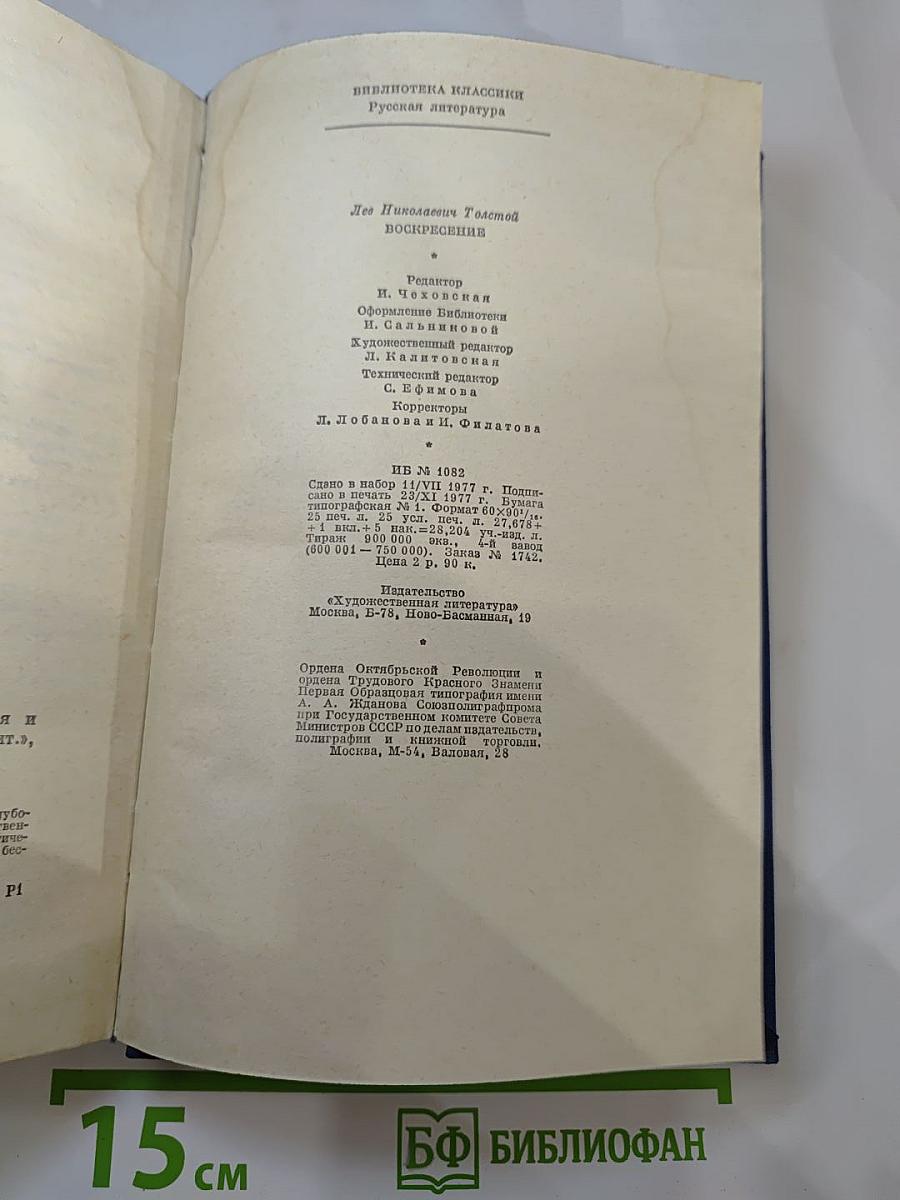 БИБЛИОТЕКА КЛАССИКИ
Русская литература
Лев Николаевич Толстой
ВОСКРЕСЕНИЕ
*
Редактор
И. Чеховская
Оформление Библиотеки
И. Сальниковой
Художественный редактор
Л. Калитовская
Технический редактор
С. Ефимова
Корректоры
Л. Лобанова и И. Филатова
*
ИБ № 1082
Сдано в набор 11/VII 1977 г. Подпи-
сано в печать 23/XI 1977 г. Бумага
типографская № 1. Формат 60×90¹/₁₆.
25 печ. л. 25 усл. печ. л. 27,678+
+1 вкл.+5 нак.=28,204 уч.-изд. л.
Тираж 900 000 экз., 4-й завод
(600 001 — 750 000). Заказ № 1742.
Цена 2 р. 90 к.
Издательство
«Художественная литература»
Москва, Б-78, Ново-Басманная, 19
*
Ордена Октябрьской Революции и
ордена Трудового Красного Знамени
Первая Образцовая типография имени
А. А. Жданова Союзполиграфпрома
при Государственном комитете Совета
Министров СССР по делам издательств,
полиграфии и книжной торговли.
Москва, М-54, Валовая, 28
я и
ит.»,
лубо-
твен-
тиче-
бес-
Р1
15 см
БФ БИБЛИОФАН